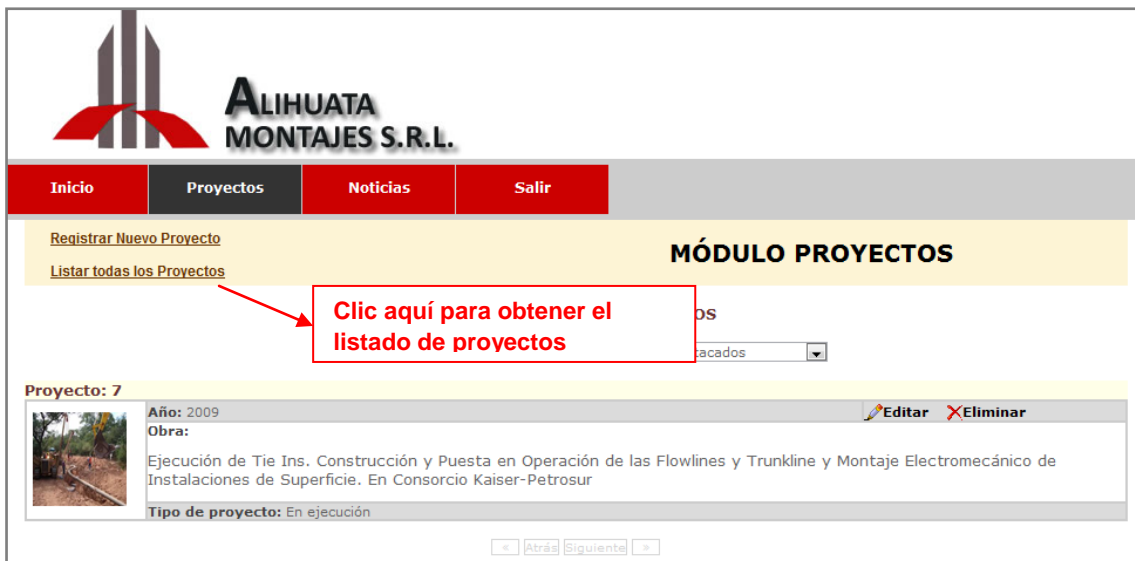 ALIHUATA
MONTAJES S.R.L.
Inicio Proyectos Noticias Salir
Registrar Nuevo Proyecto
MÓDULO PROYECTOS
Listar todas los Proyectos
Clic aquí para obtener el
listado de proyectos
os
tacados
Proyecto: 7
Año: 2009 Editar Eliminar
Obra:
Ejecución de Tie Ins. Construcción y Puesta en Operación de las Flowlines y Trunkline y Montaje Electromecánico de
Instalaciones de Superficie. En Consorcio Kaiser-Petrosur
Tipo de proyecto: En ejecución
« Atrás Siguiente »